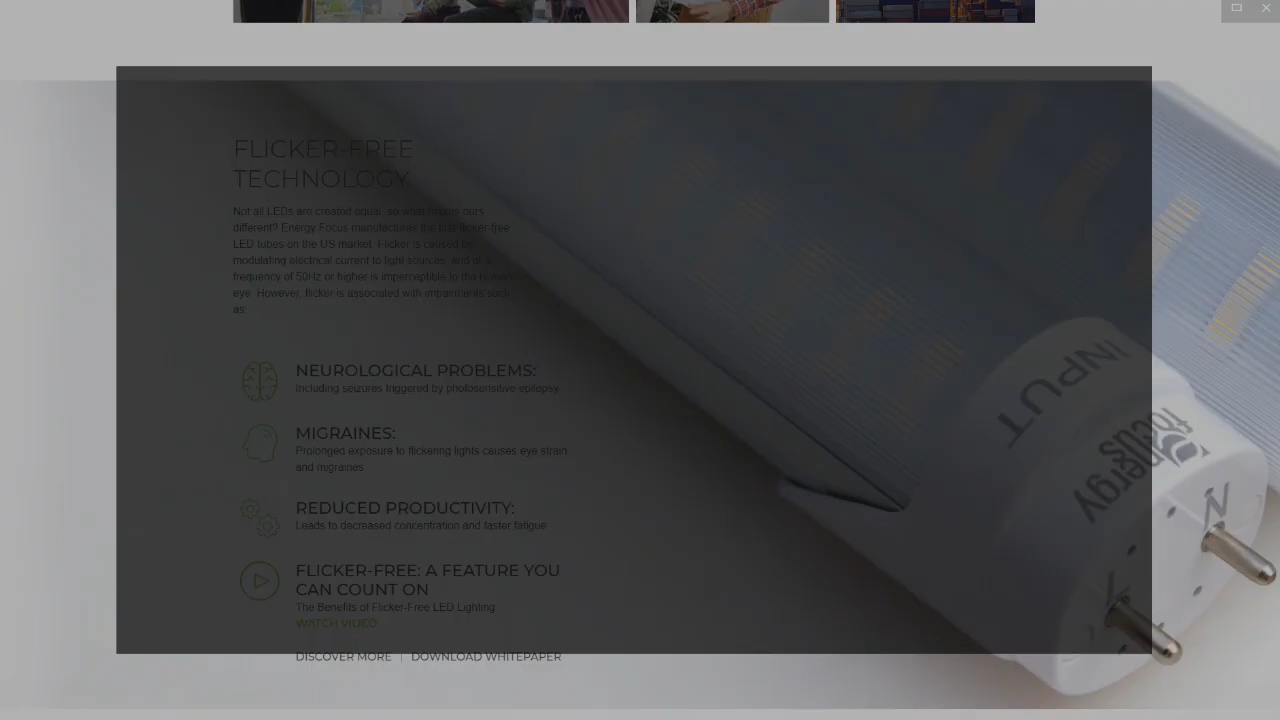 FLICKER-FREE
TECHNOLOGY
Not all LEDs are created equal, so what makes ours
different? Energy Focus manufactures the first flicker-free
LED tubes on the US market. Flicker is caused by
modulating electrical current to light sources, and at a
frequency of 50Hz or higher is imperceptible to the human
eye. However, flicker is associated with impairments such
as:
NEUROLOGICAL PROBLEMS:
Including seizures triggered by photosensitive epilepsy
MIGRAINES:
Prolonged exposure to flickering lights causes eye strain
and migraines
REDUCED PRODUCTIVITY:
Leads to decreased concentration and faster fatigue
FLICKER-FREE: A FEATURE YOU
CAN COUNT ON
The Benefits of Flicker-Free LED Lighting
WATCH VIDEO
DISCOVER MORE | DOWNLOAD WHITEPAPER
INPUT
energy
focus
N